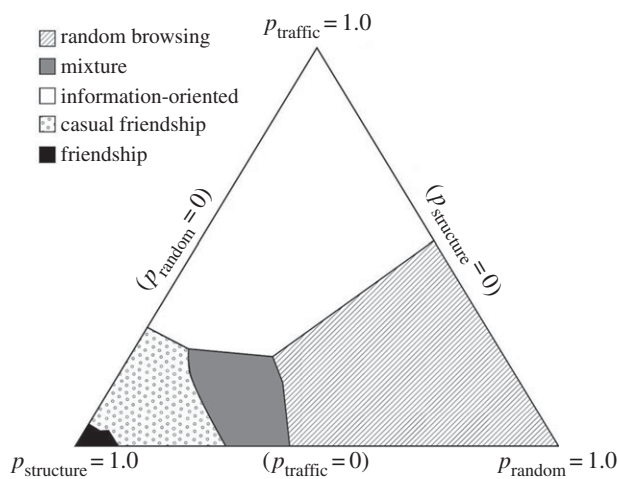 p_traffic = 1.0
random browsing
mixture
information-oriented
casual friendship
friendship
(p_random = 0)
(p_structure = 0)
p_structure = 1.0
(p_traffic = 0)
p_random = 1.0